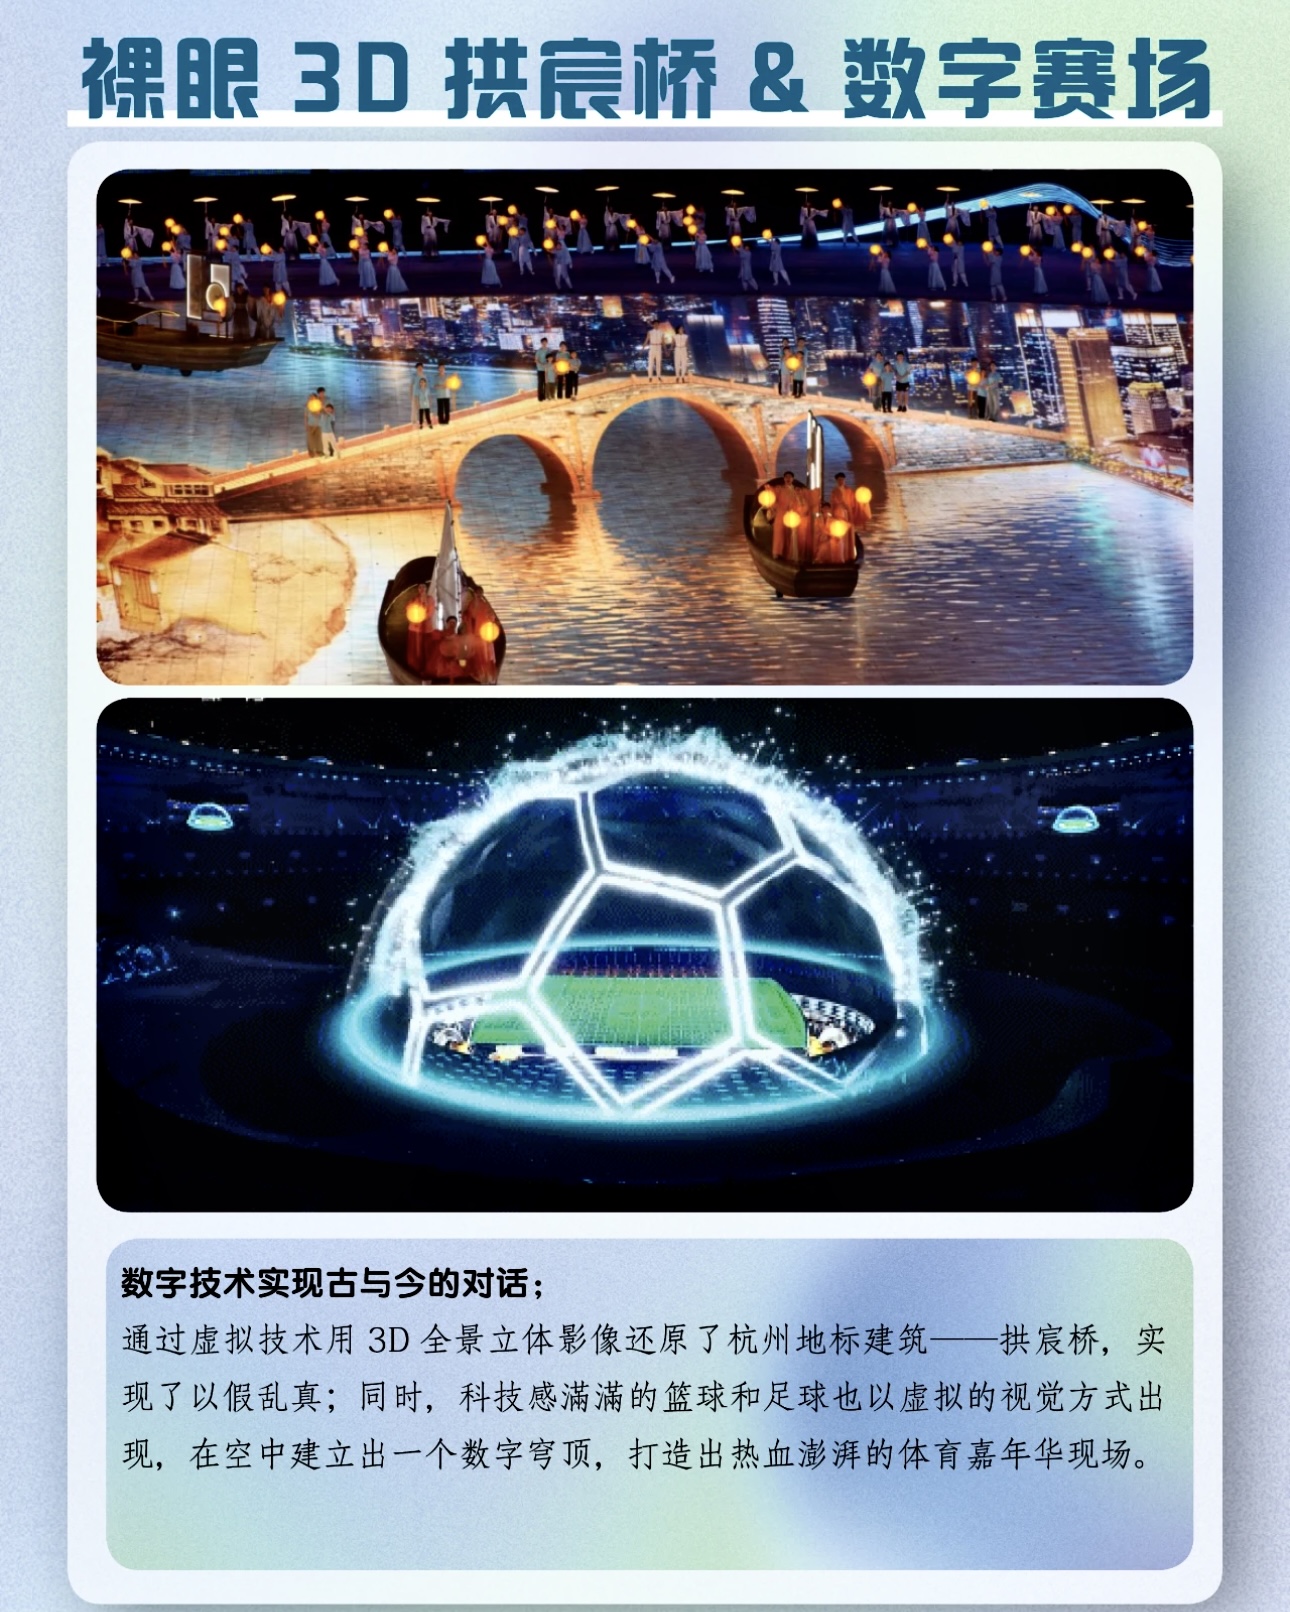 裸眼 3D 拱宸桥 & 数字赛场
数字技术实现古与今的对话；
通过虚拟技术用 3D 全景立体影像还原了杭州地标建筑——拱宸桥，实
现了以假乱真；同时，科技感滿滿的篮球和足球也以虚拟的视觉方式出
现，在空中建立出一个数字穹顶，打造出热血澎湃的体育嘉年华现场。